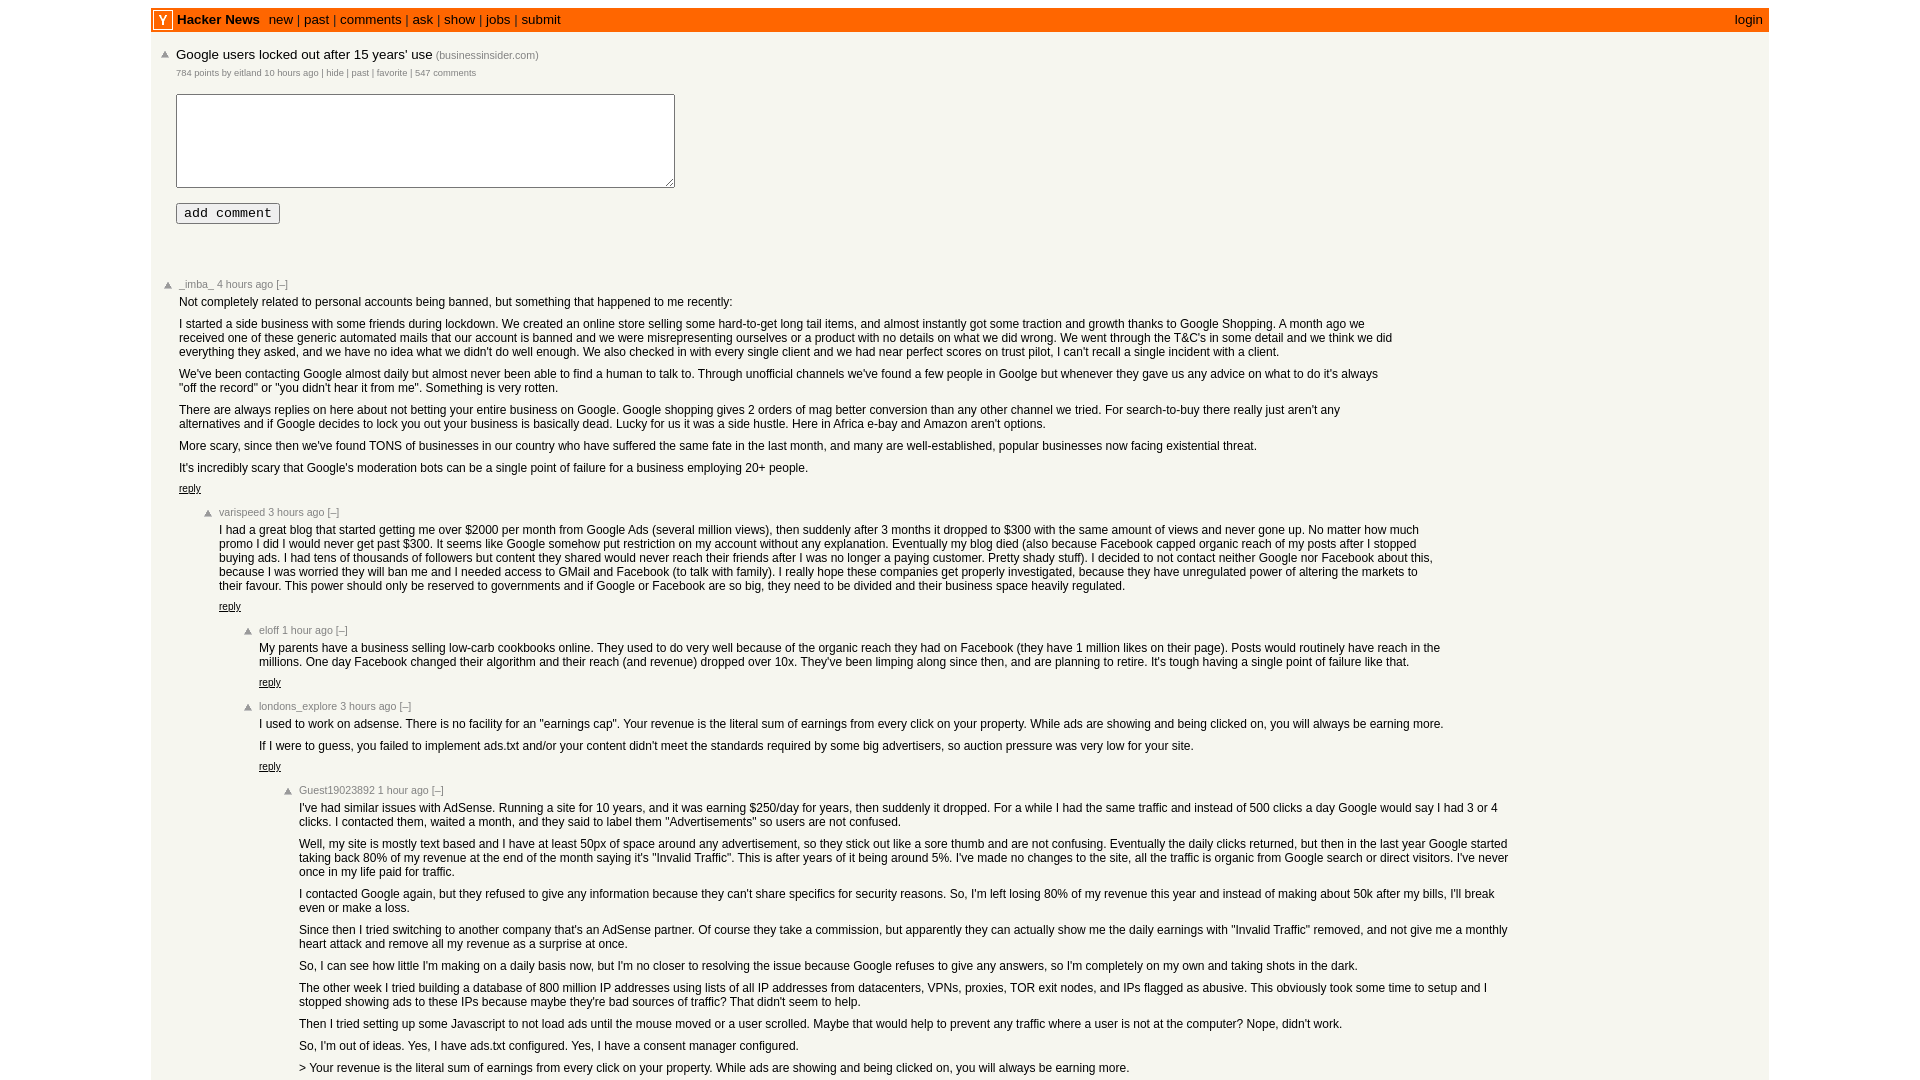 Y Hacker News new | past | comments | ask | show | jobs | submit login
Google users locked out after 15 years' use (businessinsider.com)
784 points by eitland 10 hours ago | hide | past | favorite | 547 comments
add comment
_imba_ 4 hours ago [–]
Not completely related to personal accounts being banned, but something that happened to me recently:
I started a side business with some friends during lockdown. We created an online store selling some hard-to-get long tail items, and almost instantly got some traction and growth thanks to Google Shopping. A month ago we
received one of these generic automated mails that our account is banned and we were misrepresenting ourselves or a product with no details on what we did wrong. We went through the T&C's in some detail and we think we did
everything they asked, and we have no idea what we didn't do well enough. We also checked in with every single client and we had near perfect scores on trust pilot, I can't recall a single incident with a client.
We've been contacting Google almost daily but almost never been able to find a human to talk to. Through unofficial channels we've found a few people in Goolge but whenever they gave us any advice on what to do it's always
"off the record" or "you didn't hear it from me". Something is very rotten.
There are always replies on here about not betting your entire business on Google. Google shopping gives 2 orders of mag better conversion than any other channel we tried. For search-to-buy there really just aren't any
alternatives and if Google decides to lock you out your business is basically dead. Lucky for us it was a side hustle. Here in Africa e-bay and Amazon aren't options.
More scary, since then we've found TONS of businesses in our country who have suffered the same fate in the last month, and many are well-established, popular businesses now facing existential threat.
It's incredibly scary that Google's moderation bots can be a single point of failure for a business employing 20+ people.
reply
varispeed 3 hours ago [–]
I had a great blog that started getting me over $2000 per month from Google Ads (several million views), then suddenly after 3 months it dropped to $300 with the same amount of views and never gone up. No matter how much
promo I did I would never get past $300. It seems like Google somehow put restriction on my account without any explanation. Eventually my blog died (also because Facebook capped organic reach of my posts after I stopped
buying ads. I had tens of thousands of followers but content they shared would never reach their friends after I was no longer a paying customer. Pretty shady stuff). I decided to not contact neither Google nor Facebook about this,
because I was worried they will ban me and I needed access to GMail and Facebook (to talk with family). I really hope these companies get properly investigated, because they have unregulated power of altering the markets to
their favour. This power should only be reserved to governments and if Google or Facebook are so big, they need to be divided and their business space heavily regulated.
reply
eloff 1 hour ago [–]
My parents have a business selling low-carb cookbooks online. They used to do very well because of the organic reach they had on Facebook (they have 1 million likes on their page). Posts would routinely have reach in the
millions. One day Facebook changed their algorithm and their reach (and revenue) dropped over 10x. They've been limping along since then, and are planning to retire. It's tough having a single point of failure like that.
reply
londons_explore 3 hours ago [–]
I used to work on adsense. There is no facility for an "earnings cap". Your revenue is the literal sum of earnings from every click on your property. While ads are showing and being clicked on, you will always be earning more.
If I were to guess, you failed to implement ads.txt and/or your content didn't meet the standards required by some big advertisers, so auction pressure was very low for your site.
reply
Guest19023892 1 hour ago [–]
I've had similar issues with AdSense. Running a site for 10 years, and it was earning $250/day for years, then suddenly it dropped. For a while I had the same traffic and instead of 500 clicks a day Google would say I had 3 or 4
clicks. I contacted them, waited a month, and they said to label them "Advertisements" so users are not confused.
Well, my site is mostly text based and I have at least 50px of space around any advertisement, so they stick out like a sore thumb and are not confusing. Eventually the daily clicks returned, but then in the last year Google started
taking back 80% of my revenue at the end of the month saying it's "Invalid Traffic". This is after years of it being around 5%. I've made no changes to the site, all the traffic is organic from Google search or direct visitors. I've never
once in my life paid for traffic.
I contacted Google again, but they refused to give any information because they can't share specifics for security reasons. So, I'm left losing 80% of my revenue this year and instead of making about 50k after my bills, I'll break
even or make a loss.
Since then I tried switching to another company that's an AdSense partner. Of course they take a commission, but apparently they can actually show me the daily earnings with "Invalid Traffic" removed, and not give me a monthly
heart attack and remove all my revenue as a surprise at once.
So, I can see how little I'm making on a daily basis now, but I'm no closer to resolving the issue because Google refuses to give any answers, so I'm completely on my own and taking shots in the dark.
The other week I tried building a database of 800 million IP addresses using lists of all IP addresses from datacenters, VPNs, proxies, TOR exit nodes, and IPs flagged as abusive. This obviously took some time to setup and I
stopped showing ads to these IPs because maybe they're bad sources of traffic? That didn't seem to help.
Then I tried setting up some Javascript to not load ads until the mouse moved or a user scrolled. Maybe that would help to prevent any traffic where a user is not at the computer? Nope, didn't work.
So, I'm out of ideas. Yes, I have ads.txt configured. Yes, I have a consent manager configured.
> Your revenue is the literal sum of earnings from every click on your property. While ads are showing and being clicked on, you will always be earning more.